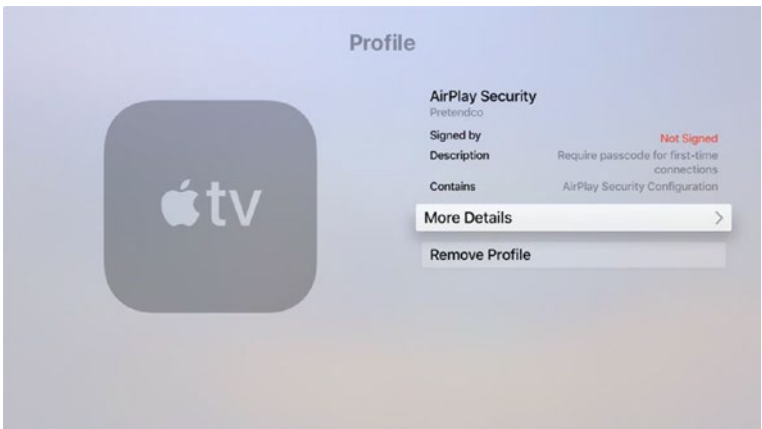 Profile
tv
AirPlay Security
Pretendco
Signed by Not Signed
Description Require passcode for first-time
connections
Contains AirPlay Security Configuration
More Details
Remove Profile